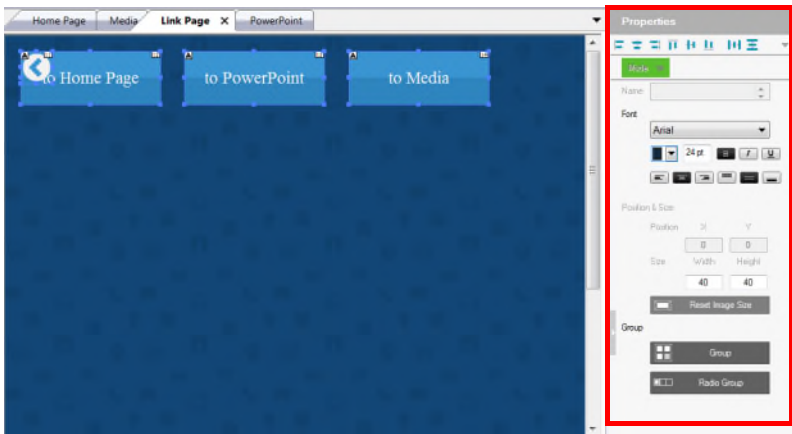 Home Page Media Link Page X PowerPoint
to Home Page to PowerPoint to Media
Properties
Name
Font
Arial
24 pt B I U
Position & Size
Position X Y
0 0
Size Width Height
40 40
Reset Image Size
Group
Group
Radio Group